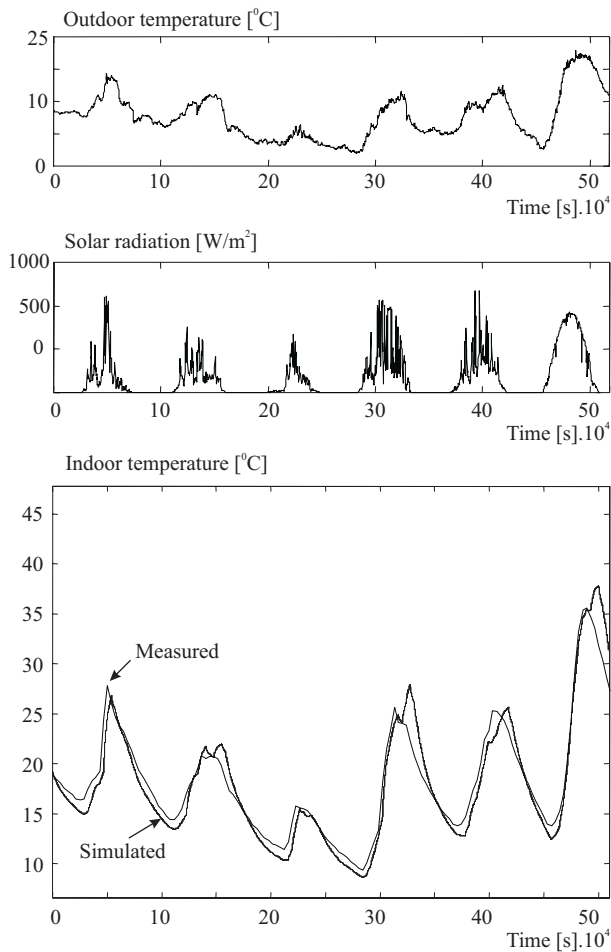 Outdoor temperature [⁰C]
25
10
0
0 10 20 30 40 50
Time [s].10⁴
Solar radiation [W/m²]
1000
500
0
0 10 20 30 40 50
Time [s].10⁴
Indoor temperature [⁰C]
45
40
35
30
Measured
25
20
15
Simulated
10
0 10 20 30 40 50
Time [s].10⁴